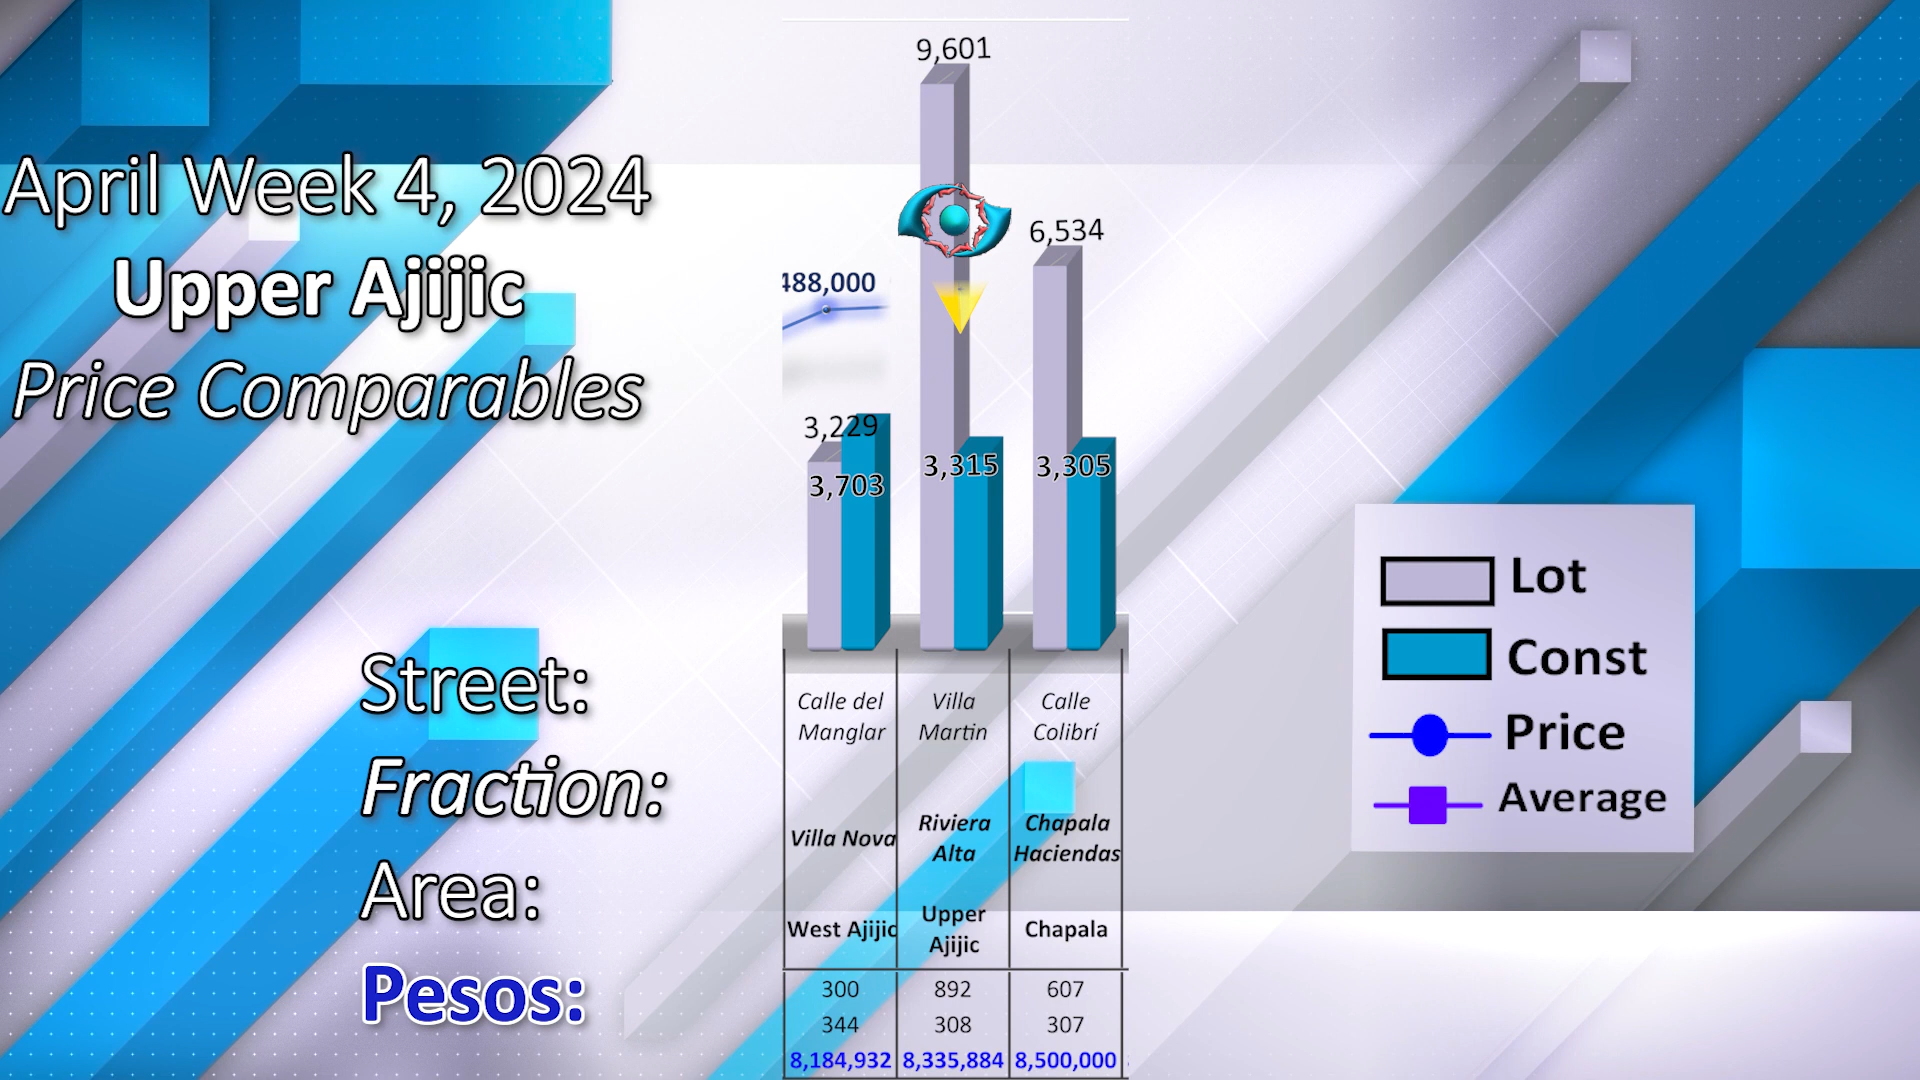 April Week 4, 2024
Upper Ajijic
Price Comparables
9,601
6,534
488,000
3,229
3,703
3,315
3,305
Lot
Const
Price
Average
Street:
Calle del
Manglar
Villa
Martin
Calle
Colibrí
Fraction:
Villa Nova
Riviera
Alta
Chapala
Haciendas
Area:
West Ajijic
Upper
Ajijic
Chapala
Pesos:
300
892
607
344
308
307
8,184,932
8,335,884
8,500,000